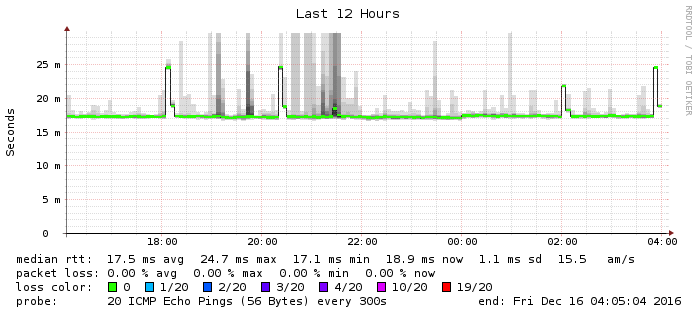 Last 12 Hours
RRDTOOL / TOBI OETIKER
Seconds
25 m
20 m
15 m
10 m
5 m
0
18:00 20:00 22:00 00:00 02:00 04:00
median rtt: 17.5 ms avg 24.7 ms max 17.1 ms min 18.9 ms now 1.1 ms sd 15.5 am/s
packet loss: 0.00 % avg 0.00 % max 0.00 % min 0.00 % now
loss color: 0 1/20 2/20 3/20 4/20 10/20 19/20
probe: 20 ICMP Echo Pings (56 Bytes) every 300s end: Fri Dec 16 04:05:04 2016